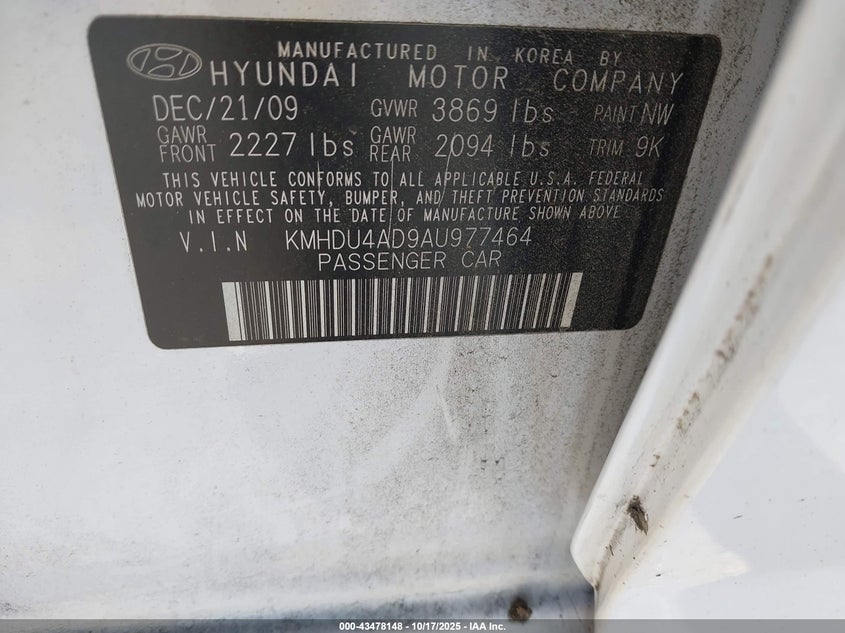 MANUFACTURED IN KOREA BY
HYUNDAI MOTOR COMPANY
DEC/21/09 GVWR 3869 lbs PAINT NW
GAWR FRONT 2227 lbs GAWR REAR 2094 lbs TRIM 9K
THIS VEHICLE CONFORMS TO ALL APPLICABLE U.S.A. FEDERAL
MOTOR VEHICLE SAFETY, BUMPER, AND THEFT PREVENTION STANDARDS
IN EFFECT ON THE DATE OF MANUFACTURE SHOWN ABOVE.
V.I.N KMHDU4AD9AU977464
PASSENGER CAR
000-43478148 - 10/17/2025 - IAA Inc.